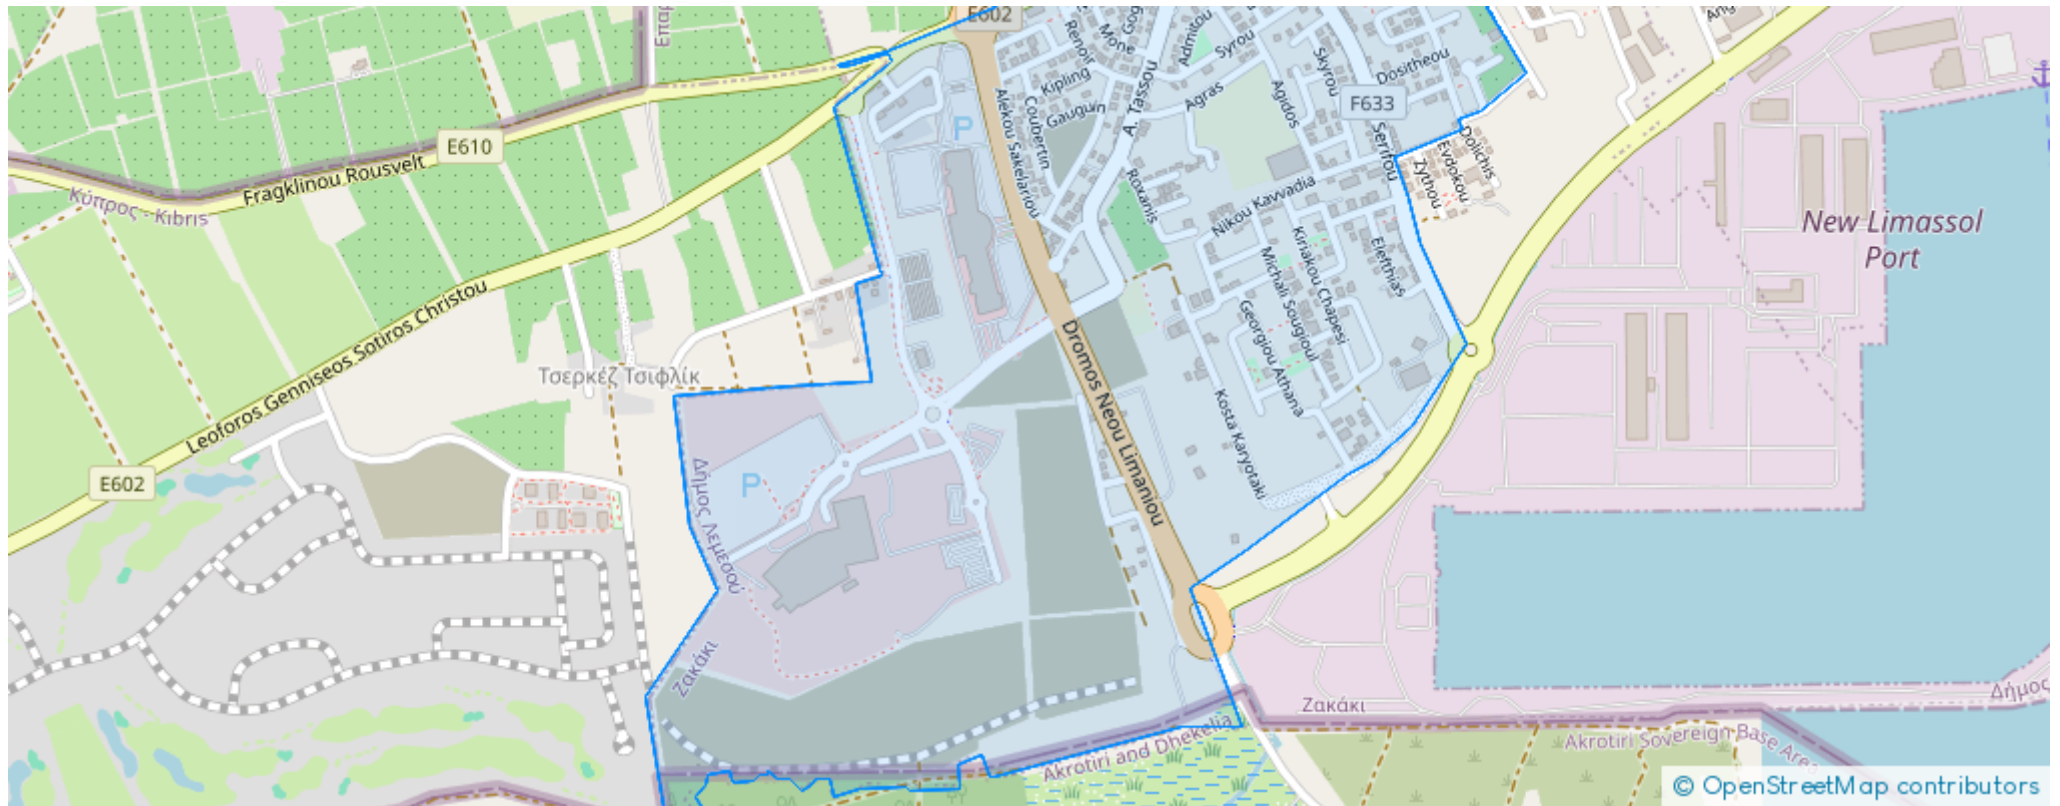 E602
Renoir
Mone
Admitou
Syrou
Skyrou
Dositheou
Kipling
Gauguin
Coubertin
Alekou Sakelariou
A. Tassou
Agras
Agidos
F633
Serifou
Dolichis
Evdokou
Zythou
P
E610
Fragklinou Rousvelt
Κύπρος - Kıbrıs
Roxanis
Nikou Kavvadia
Kiriakou Chapesi
Elefthias
Michali Sougioul
Georgiou Athana
New Limassol
Port
Leoforos Genniseos Sotiros Christou
Τσερκέζ Τσιφλίκ
Dromos Neou Limaniou
Kosta Karyotaki
E602
P
Δήμος Λεμεσού
Ζακάκι
Ζακάκι
Δήμος
Akrotiri and Dhekelia
Akrotiri Sovereign Base Area
© OpenStreetMap contributors